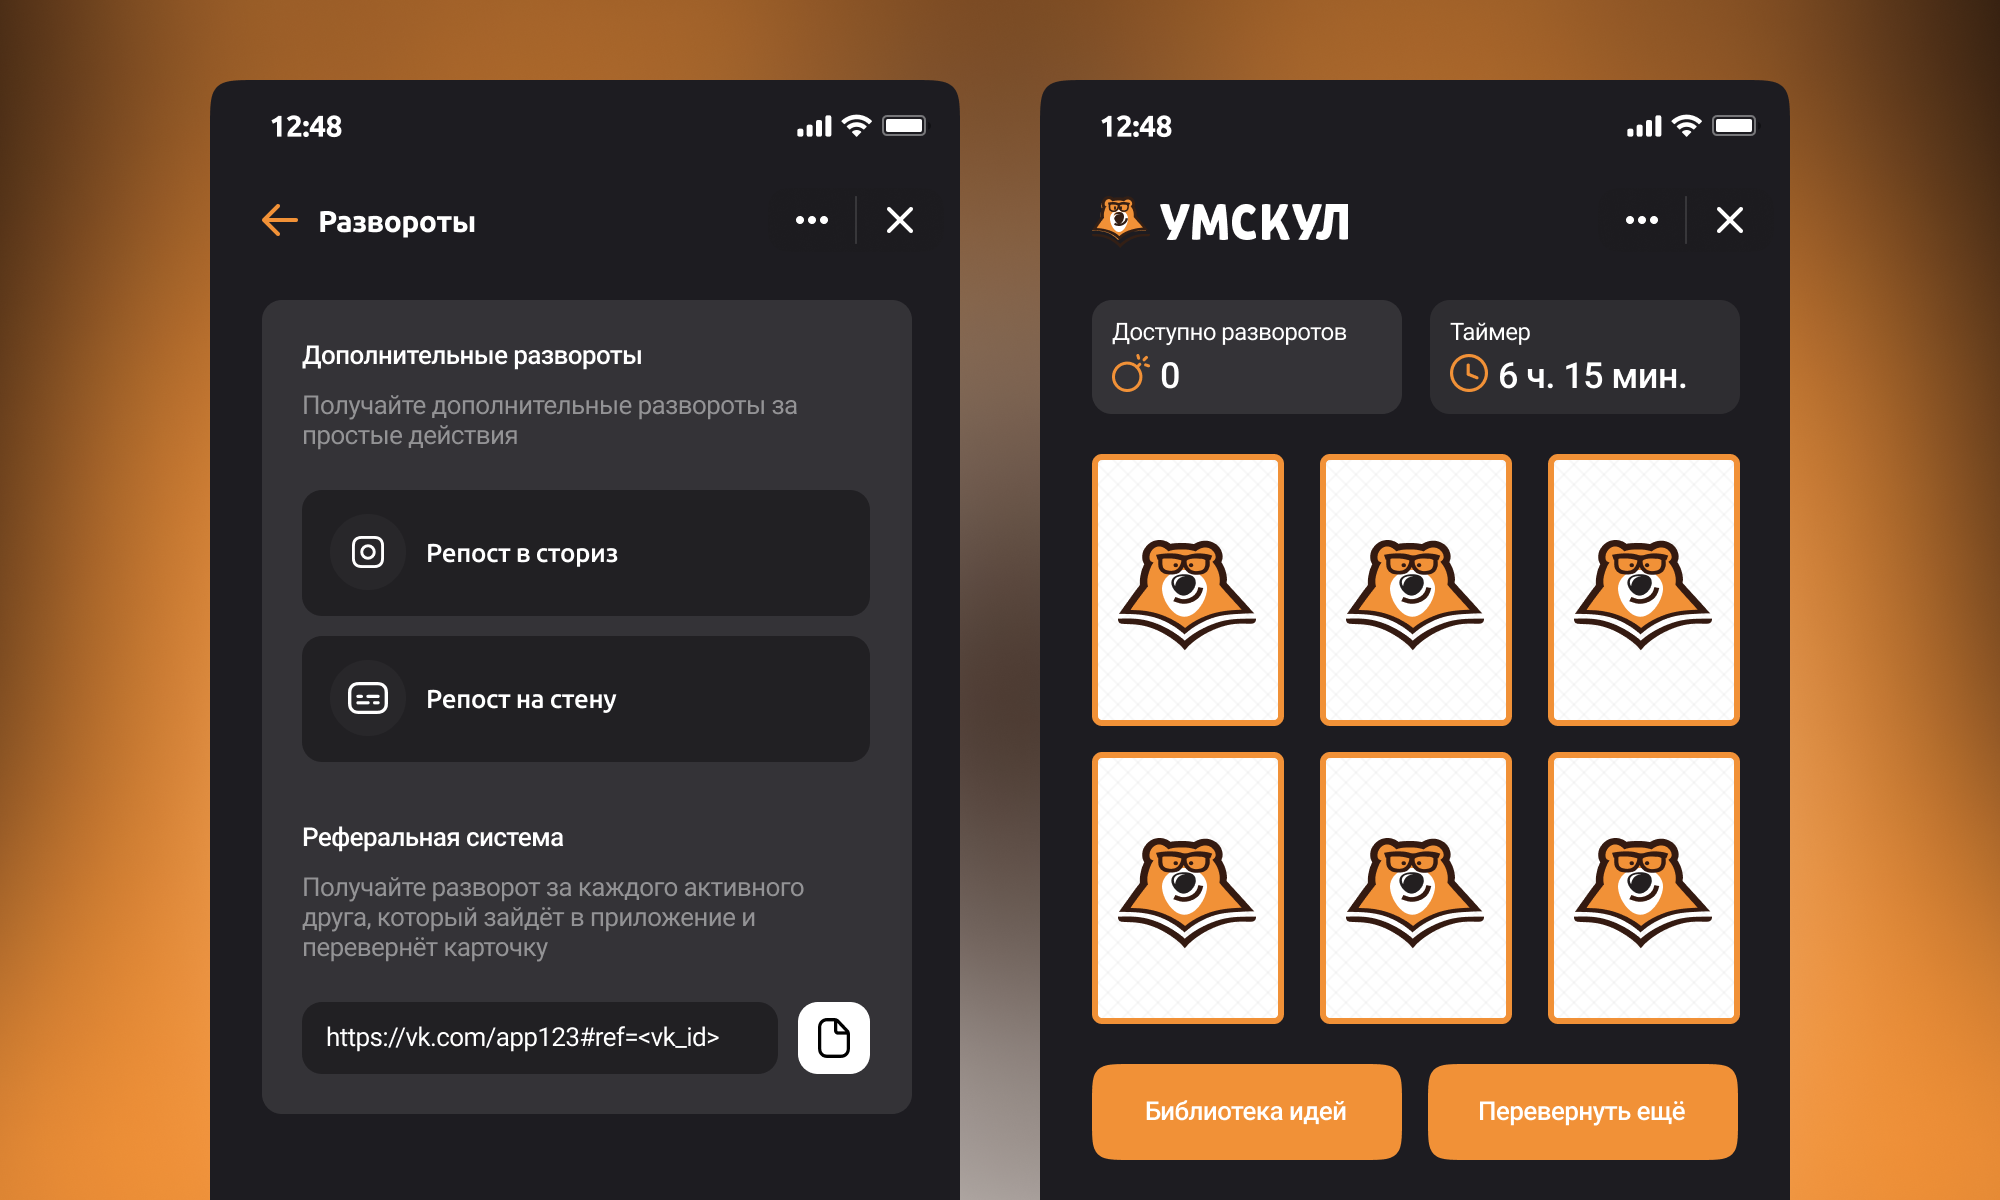 12:48
Развороты
Дополнительные развороты
Получайте дополнительные развороты за
простые действия
Репост в сториз
Репост на стену
Реферальная система
Получайте разворот за каждого активного
друга, который зайдёт в приложение и
перевернёт карточку
https://vk.com/app123#ref=<vk_id>
12:48
УМСКУЛ
Доступно разворотов
0
Таймер
6 ч. 15 мин.
Библиотека идей
Перевернуть ещё